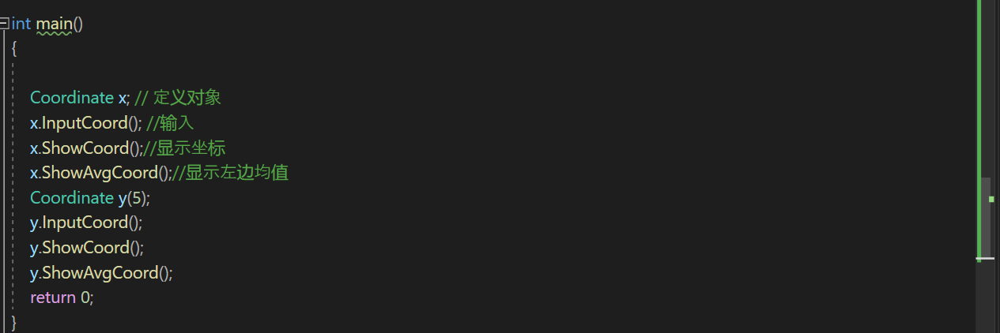 int main()
{
Coordinate x; // 定义对象
x.InputCoord(); //输入
x.ShowCoord();//显示坐标
x.ShowAvgCoord();//显示左边均值
Coordinate y(5);
y.InputCoord();
y.ShowCoord();
y.ShowAvgCoord();
return 0;
}